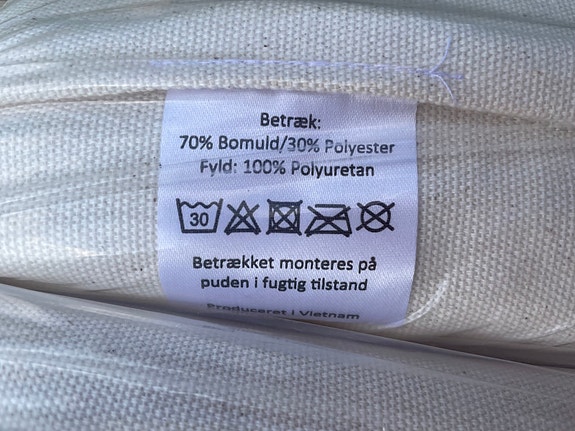 Betræk:
70% Bomuld/30% Polyester
Fyld: 100% Polyuretan
30
Betrækket monteres på
puden i fugtig tilstand
Produceret i Vietnam